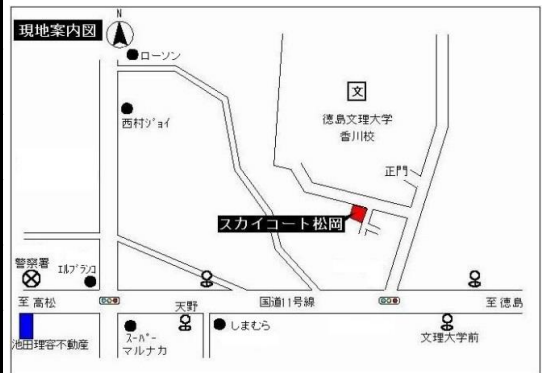 現地案内図
N
ローソン
西村ジョイ
文
徳島文理大学
香川校
正門
スカイコート松岡
警察署
エルブランコ
至 高松
天野
国道11号線
至 徳島
池田理容不動産
スーパー
マルナカ
しまむら
文理大学前